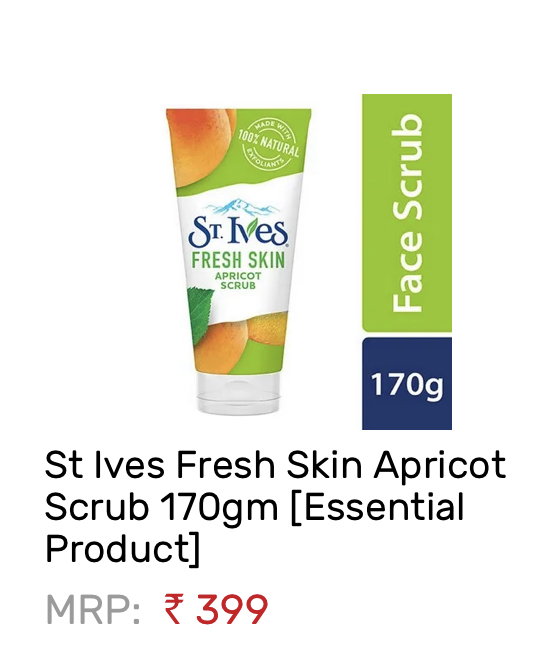 MADE WITH
100% NATURAL
EXFOLIANTS
ST. IVES
FRESH SKIN
APRICOT
SCRUB
Face Scrub
170g
St Ives Fresh Skin Apricot
Scrub 170gm [Essential
Product]
MRP: ₹ 399